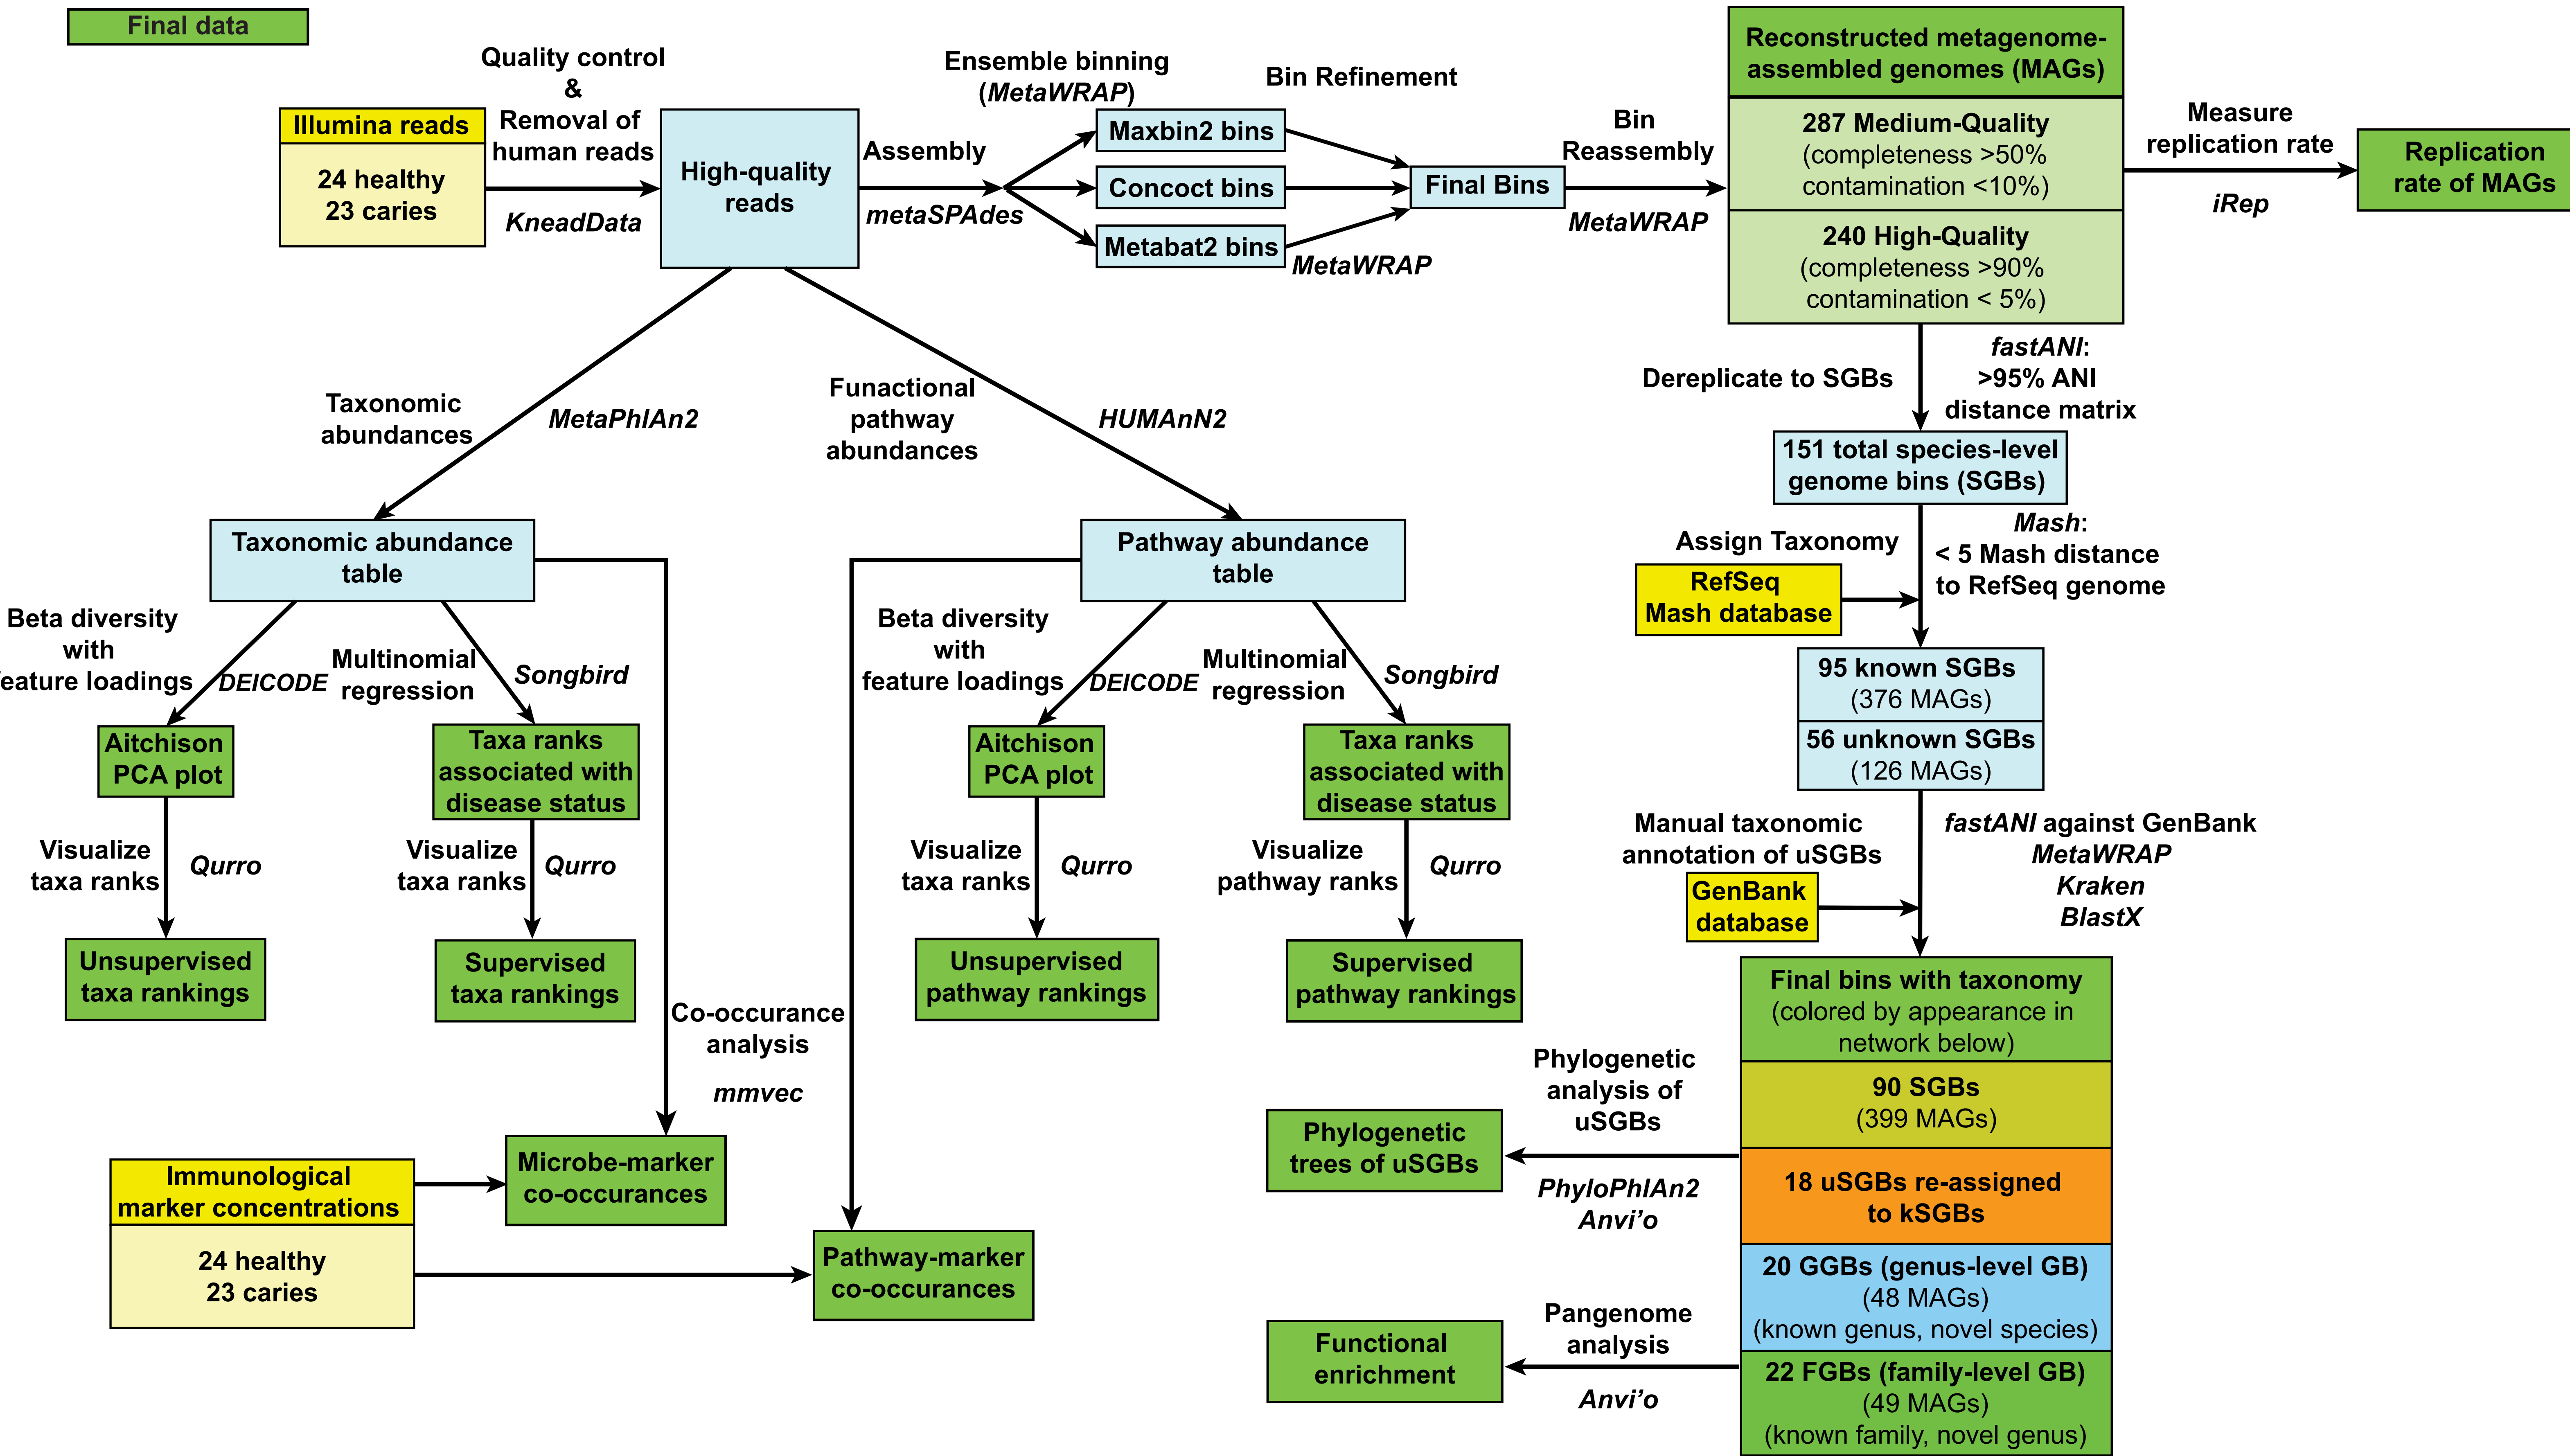 Final data
Quality control
&
Removal of
human reads
KneadData
Illumina reads
24 healthy
23 caries
High-quality
reads
Assembly
metaSPAdes
Ensemble binning
(MetaWRAP)
Maxbin2 bins
Concoct bins
Metabat2 bins
Bin Refinement
MetaWRAP
Final Bins
Bin
Reassembly
MetaWRAP
Reconstructed metagenome-
assembled genomes (MAGs)
287 Medium-Quality
(completeness >50%
contamination <10%)
240 High-Quality
(completeness >90%
contamination < 5%)
Measure
replication rate
iRep
Replication
rate of MAGs
Dereplicate to SGBs
fastANI:
>95% ANI
distance matrix
151 total species-level
genome bins (SGBs)
Assign Taxonomy
Mash:
< 5 Mash distance
to RefSeq genome
RefSeq
Mash database
95 known SGBs
(376 MAGs)
56 unknown SGBs
(126 MAGs)
Manual taxonomic
annotation of uSGBs
fastANI against GenBank
MetaWRAP
Kraken
BlastX
GenBank
database
Final bins with taxonomy
(colored by appearance in
network below)
90 SGBs
(399 MAGs)
18 uSGBs re-assigned
to kSGBs
20 GGBs (genus-level GB)
(48 MAGs)
(known genus, novel species)
22 FGBs (family-level GB)
(49 MAGs)
(known family, novel genus)
Phylogenetic
analysis of
uSGBs
PhyloPhlAn2
Anvi'o
Phylogenetic
trees of uSGBs
Pangenome
analysis
Anvi'o
Functional
enrichment
Taxonomic
abundances
MetaPhlAn2
Funactional
pathway
abundances
HUMAnN2
Taxonomic abundance
table
Beta diversity
with
eature loadings
DEICODE
Multinomial
regression
Songbird
Aitchison
PCA plot
Taxa ranks
associated with
disease status
Visualize
taxa ranks
Qurro
Visualize
taxa ranks
Qurro
Unsupervised
taxa rankings
Supervised
taxa rankings
Pathway abundance
table
Beta diversity
with
feature loadings
DEICODE
Multinomial
regression
Songbird
Aitchison
PCA plot
Taxa ranks
associated with
disease status
Visualize
taxa ranks
Qurro
Visualize
pathway ranks
Qurro
Unsupervised
pathway rankings
Supervised
pathway rankings
Co-occurance
analysis
mmvec
Immunological
marker concentrations
24 healthy
23 caries
Microbe-marker
co-occurances
Pathway-marker
co-occurances